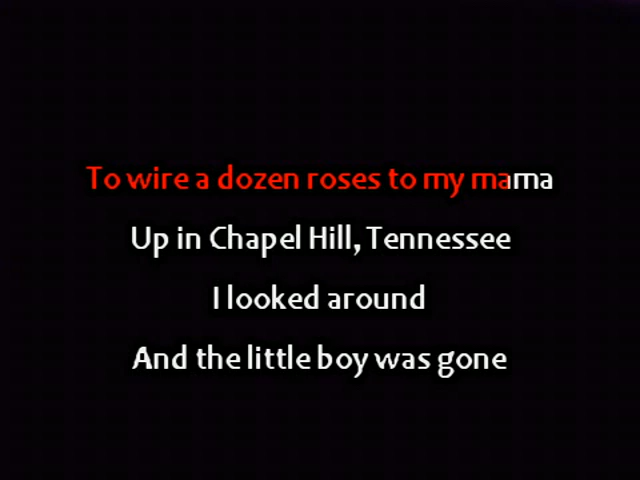 To wire a dozen roses to my mama
Up in Chapel Hill, Tennessee
I looked around
And the little boy was gone